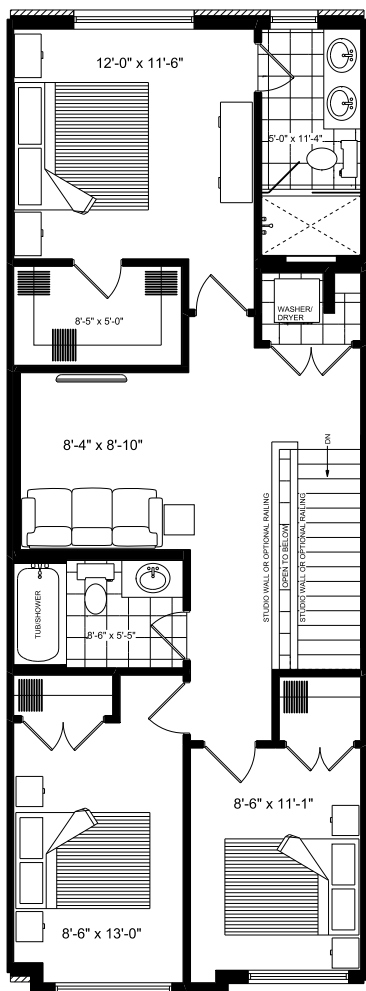 12'-0" x 11'-6"
5'-0" x 11'-4"
8'-5" x 5'-0"
WASHER/
DRYER
8'-4" x 8'-10"
DN
STUDIO WALL OR OPTIONAL RAILING
OPEN TO BELOW
STUDIO WALL OR OPTIONAL RAILING
TUB/SHOWER
8'-6" x 5'-5"
8'-6" x 11'-1"
8'-6" x 13'-0"